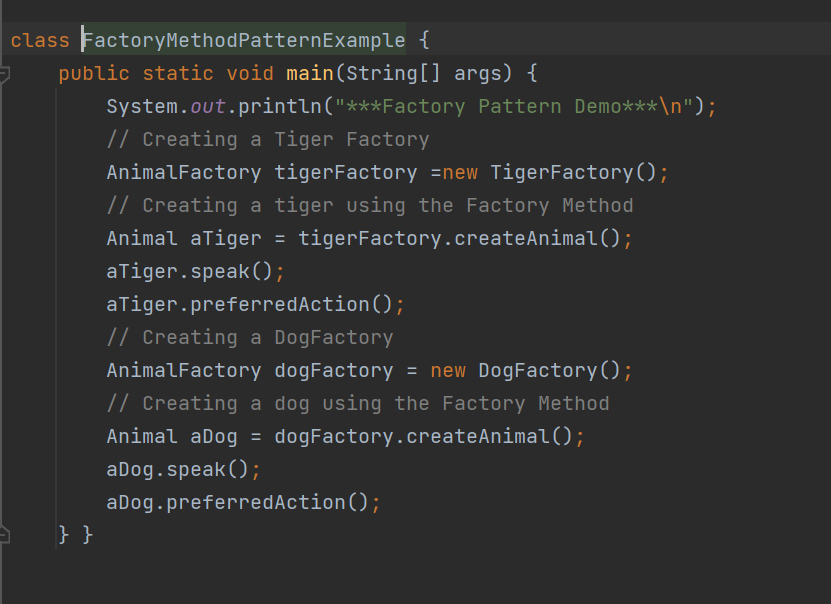 class FactoryMethodPatternExample {
    public static void main(String[] args) {
        System.out.println("***Factory Pattern Demo***\n");
        // Creating a Tiger Factory
        AnimalFactory tigerFactory =new TigerFactory();
        // Creating a tiger using the Factory Method
        Animal aTiger = tigerFactory.createAnimal();
        aTiger.speak();
        aTiger.preferredAction();
        // Creating a DogFactory
        AnimalFactory dogFactory = new DogFactory();
        // Creating a dog using the Factory Method
        Animal aDog = dogFactory.createAnimal();
        aDog.speak();
        aDog.preferredAction();
    } }